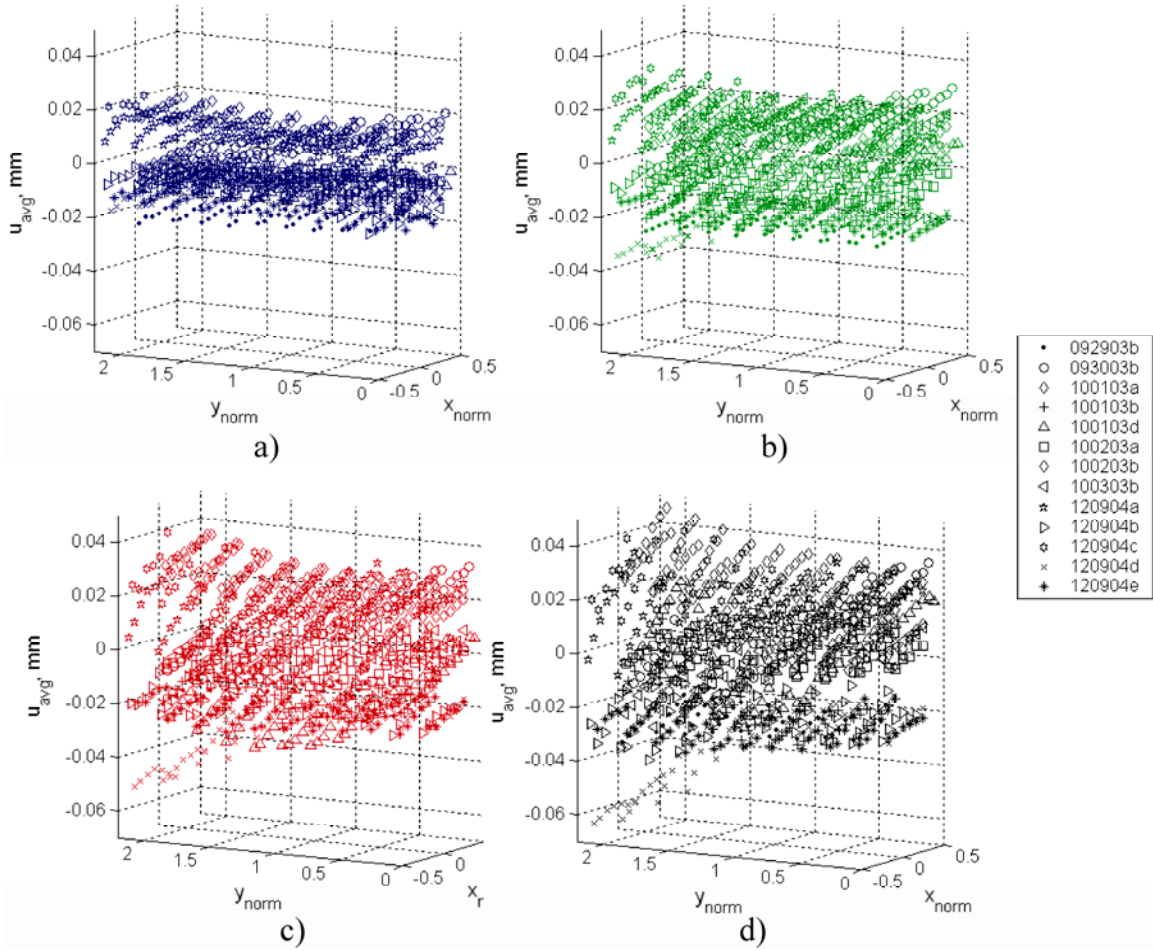 0.04
0.02
0
-0.02
-0.04
-0.06
u_avg, mm
2
1.5
1
0.5
0
-0.5
0
0.5
y_norm
x_norm
a)
0.04
0.02
0
-0.02
-0.04
-0.06
u_avg, mm
2
1.5
1
0.5
0
-0.5
0
0.5
y_norm
x_norm
b)
092903b
093003b
100103a
100103b
100103d
100203a
100203b
100303b
120904a
120904b
120904c
120904d
120904e
0.04
0.02
0
-0.02
-0.04
-0.06
u_avg, mm
2
1.5
1
0.5
0
-0.5
0
y_norm
x_r
c)
0.04
0.02
0
-0.02
-0.04
-0.06
u_avg, mm
2
1.5
1
0.5
0
-0.5
0
0.5
y_norm
x_norm
d)